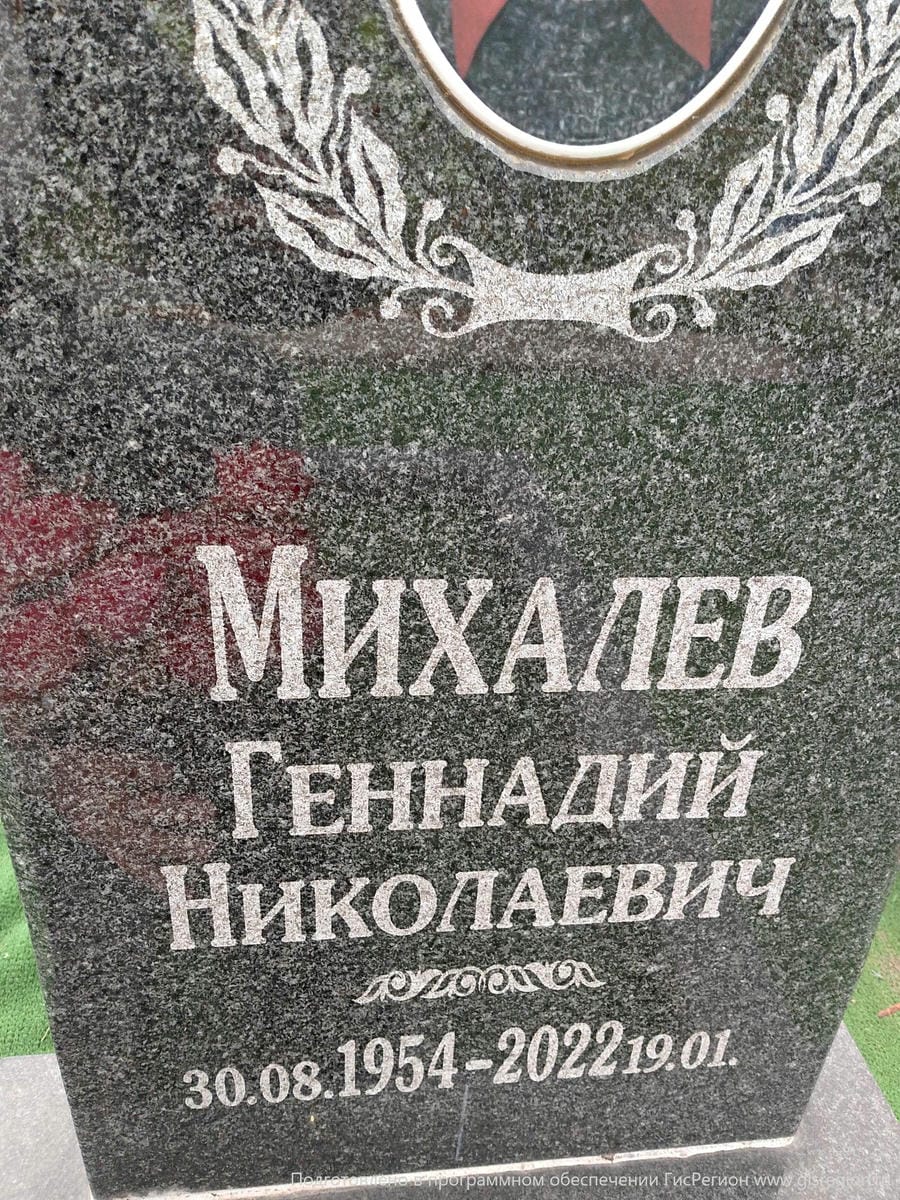 МИХАЛЕВ
ГЕННАДИЙ
НИКОЛАЕВИЧ
30.08.1954-2022 19.01.
Подготовлено в программном обеспечении ГисРегион